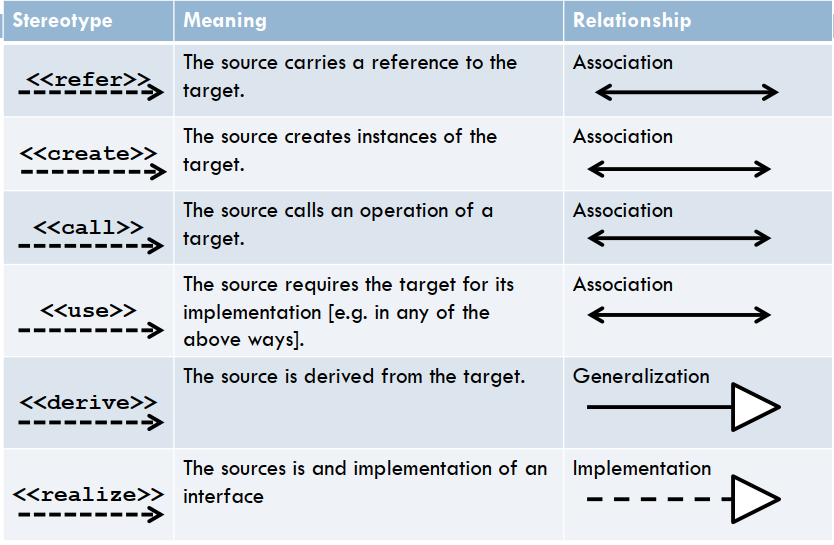 Stereotype Meaning Relationship
<<refer>> The source carries a reference to the Association
target.
<<create>> The source creates instances of the Association
target.
<<call>> The source calls an operation of a Association
target.
<<use>> The source requires the target for its Association
implementation [e.g. in any of the
above ways].
<<derive>> The source is derived from the target. Generalization
<<realize>> The sources is and implementation of an Implementation
interface